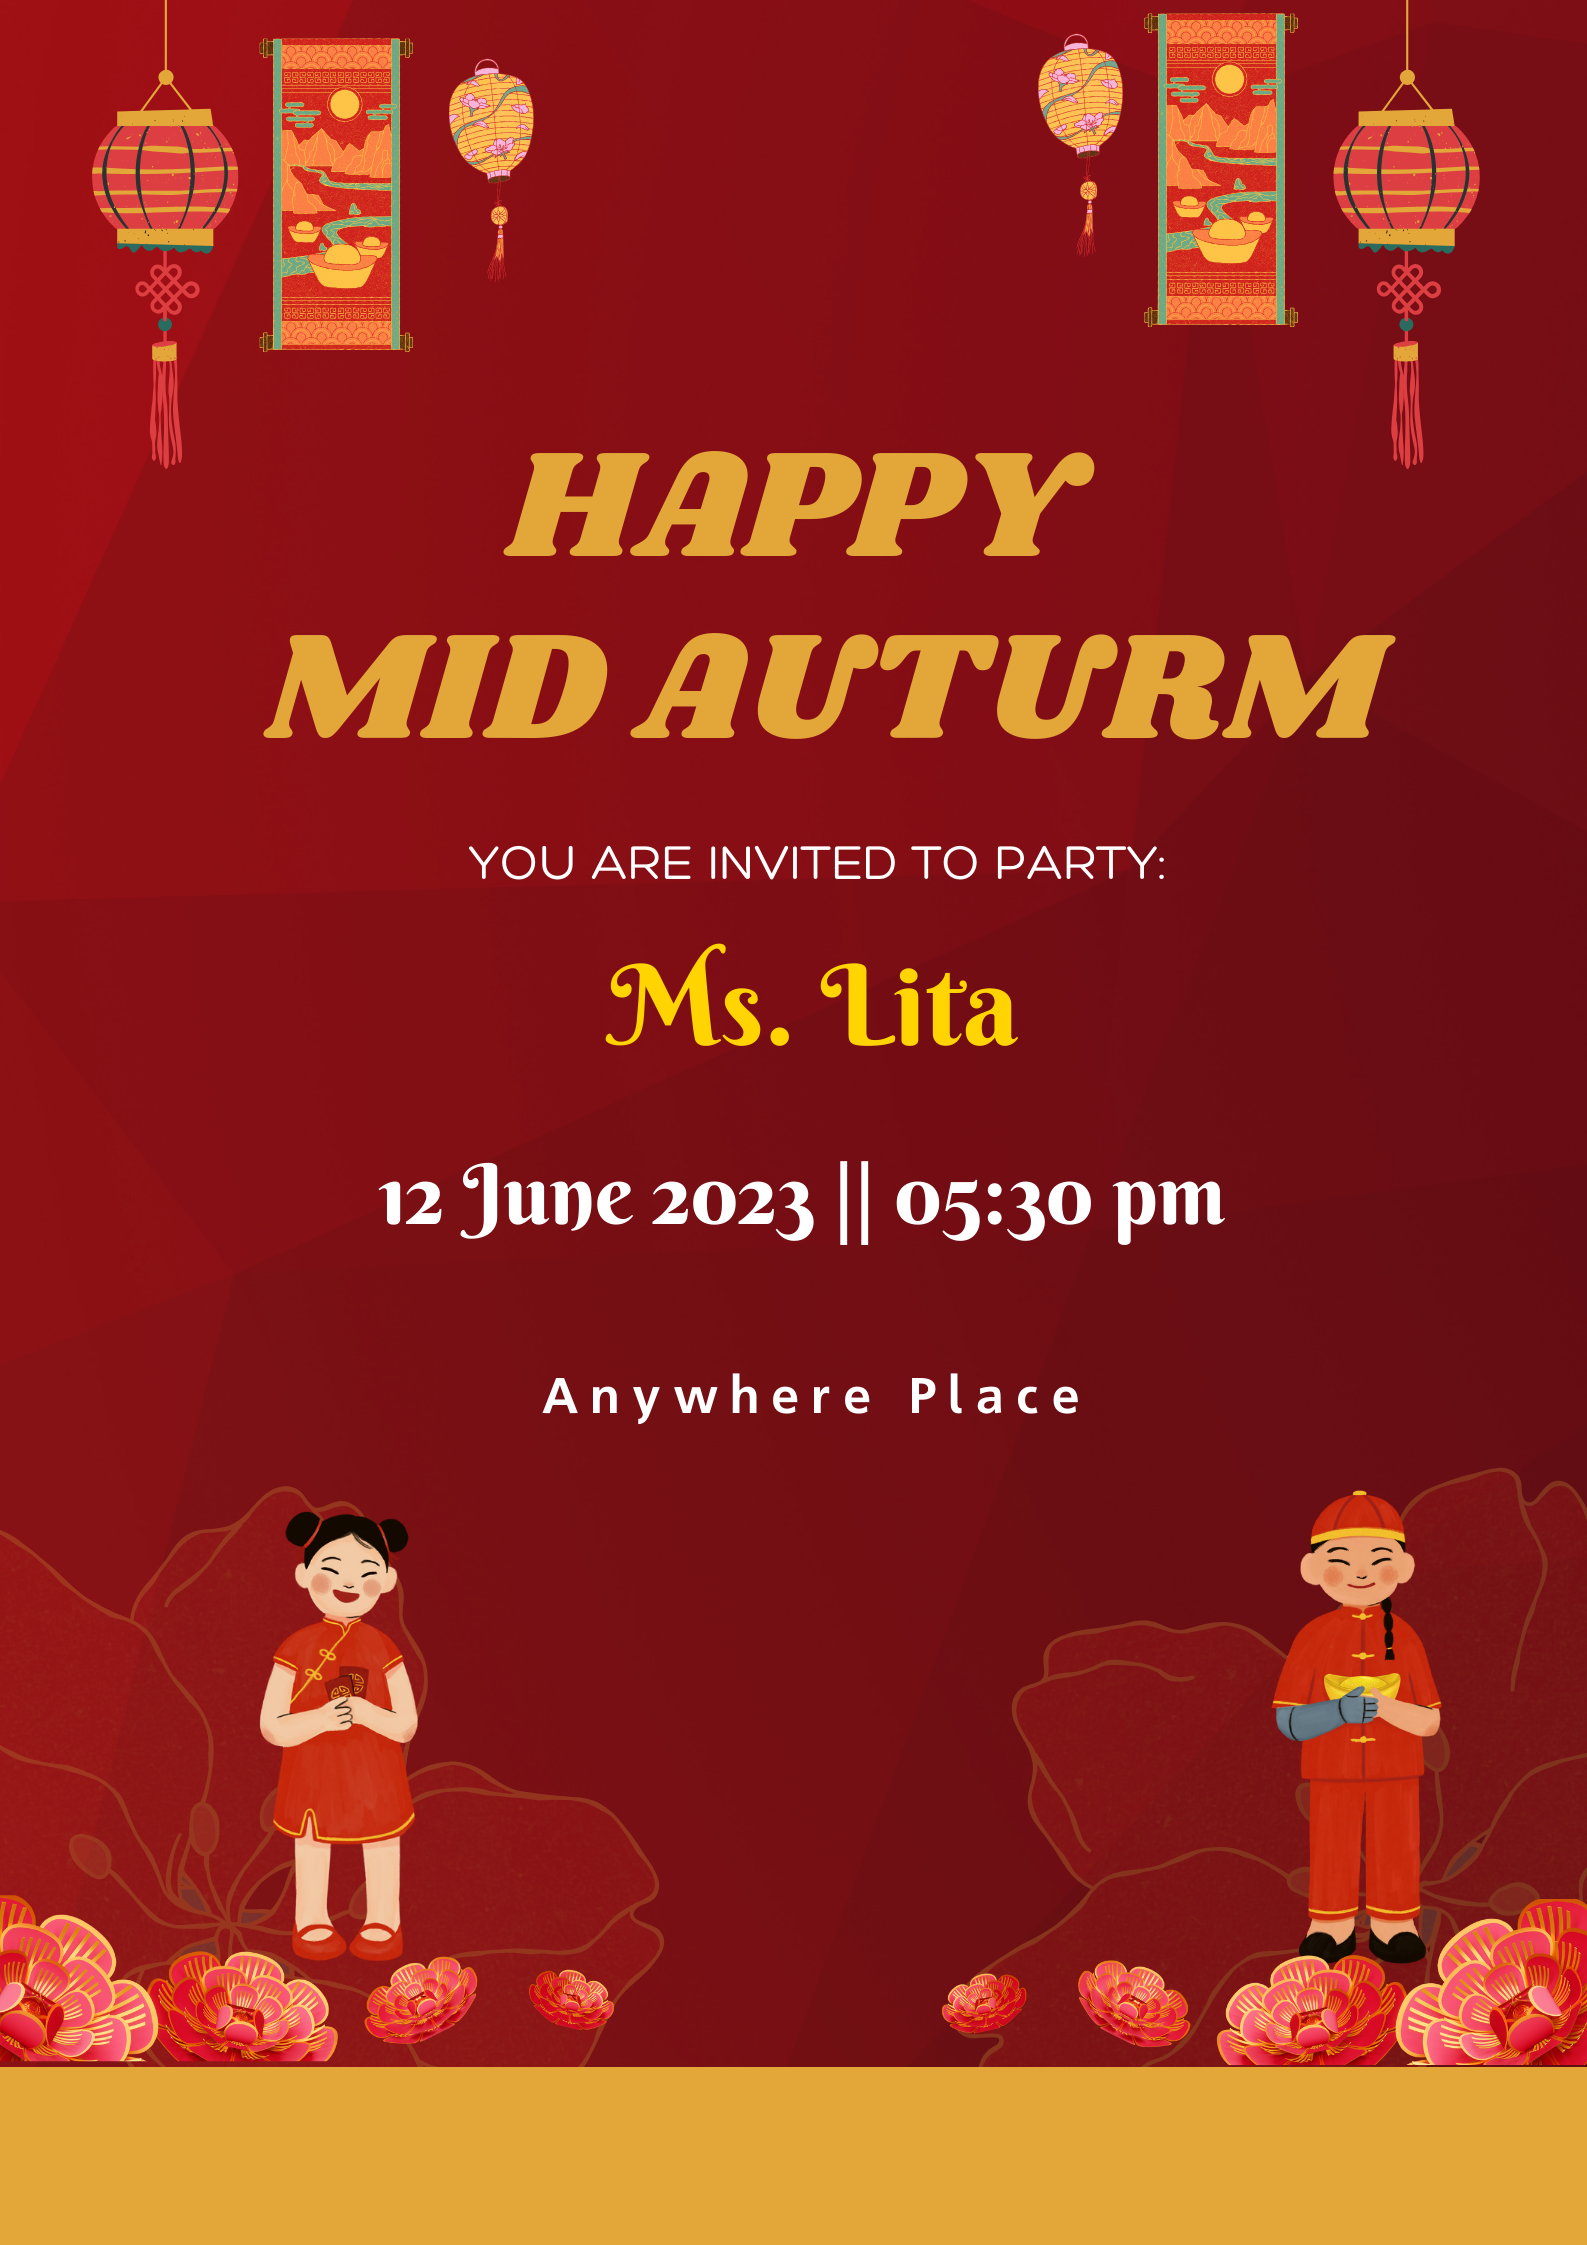 HAPPY
MID AUTURM
YOU ARE INVITED TO PARTY:
Ms. Lita
12 June 2023 || 05:30 pm
Anywhere Place